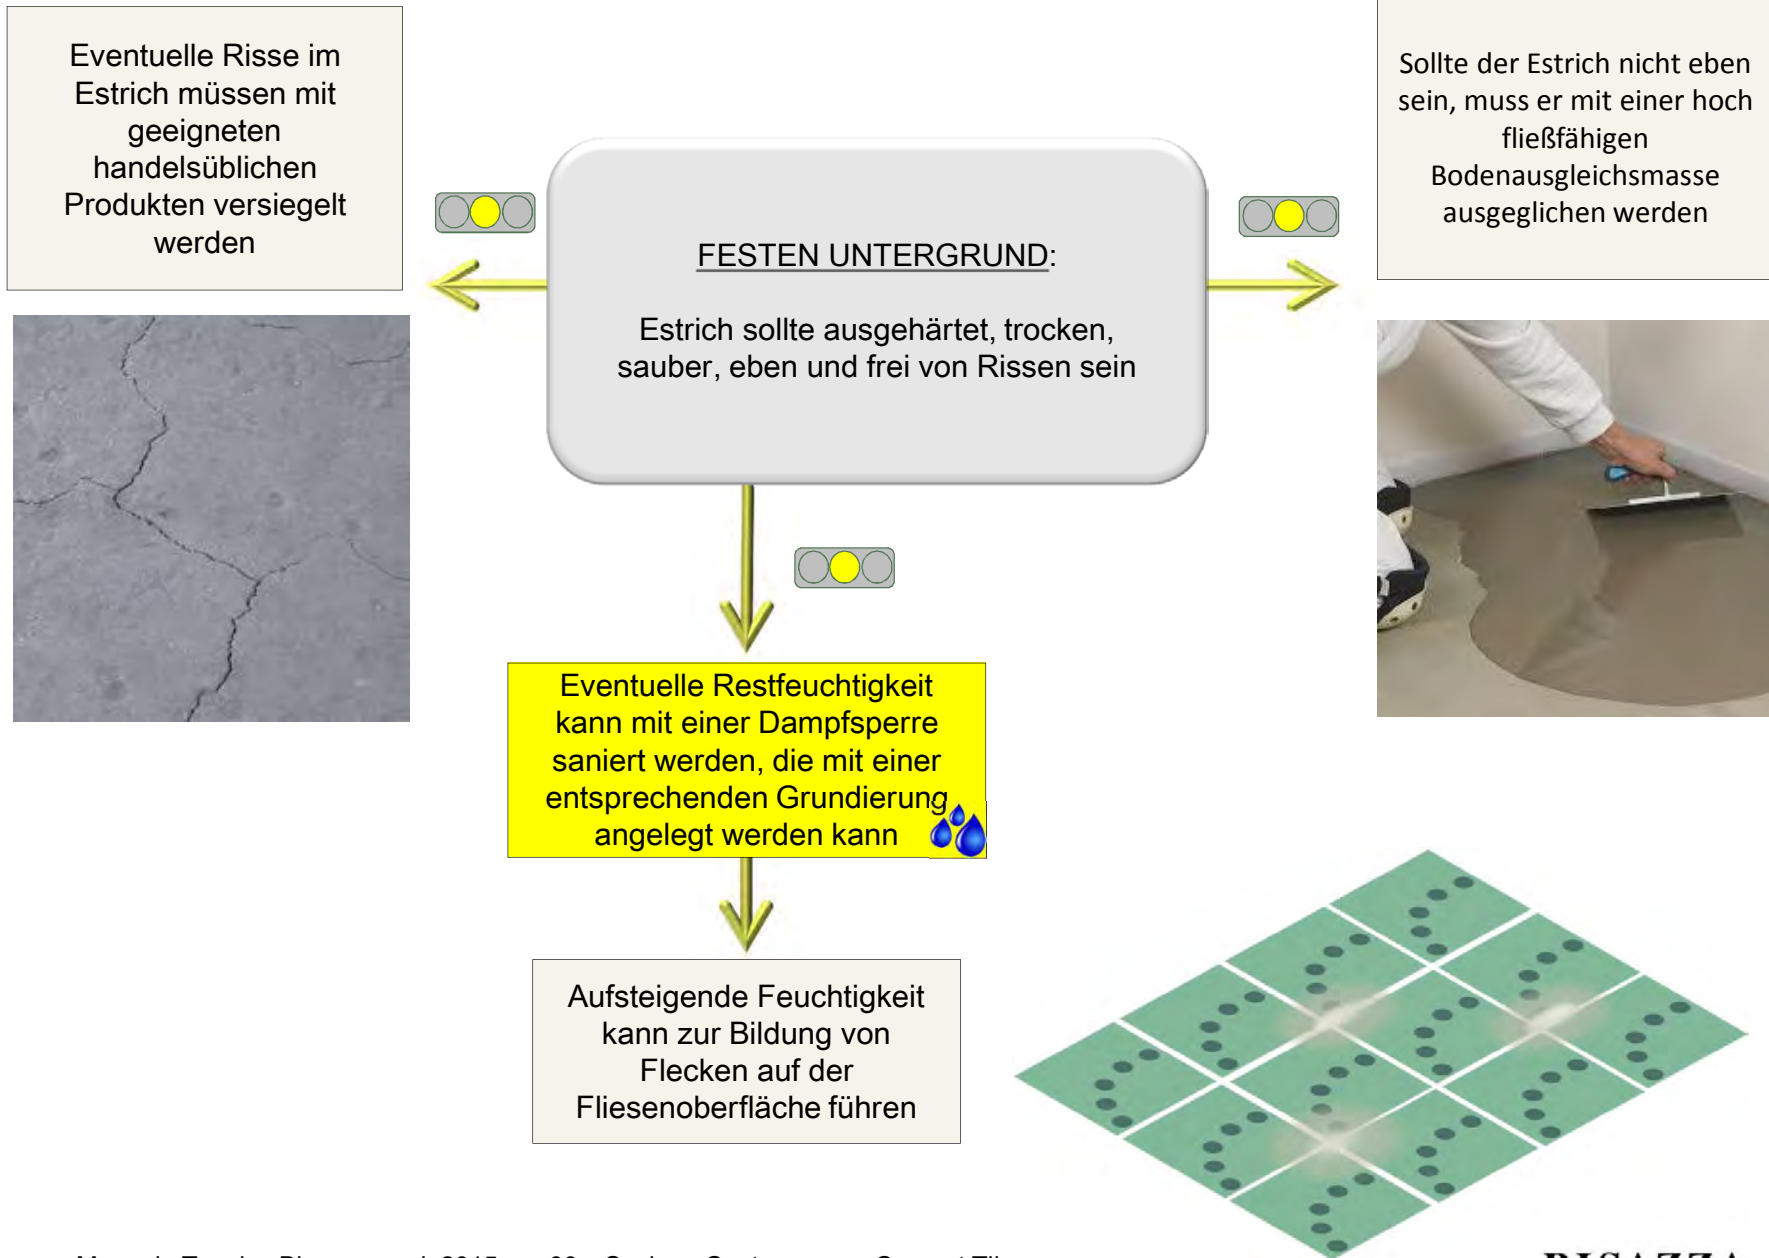 Eventuelle Risse im
Estrich müssen mit
geeigneten
handelsüblichen
Produkten versiegelt
werden
Sollte der Estrich nicht eben
sein, muss er mit einer hoch
fließfähigen
Bodenausgleichsmasse
ausgeglichen werden
FESTEN UNTERGRUND:
Estrich sollte ausgehärtet, trocken,
sauber, eben und frei von Rissen sein
Eventuelle Restfeuchtigkeit
kann mit einer Dampfsperre
saniert werden, die mit einer
entsprechenden Grundierung
angelegt werden kann
Aufsteigende Feuchtigkeit
kann zur Bildung von
Flecken auf der
Fliesenoberfläche führen